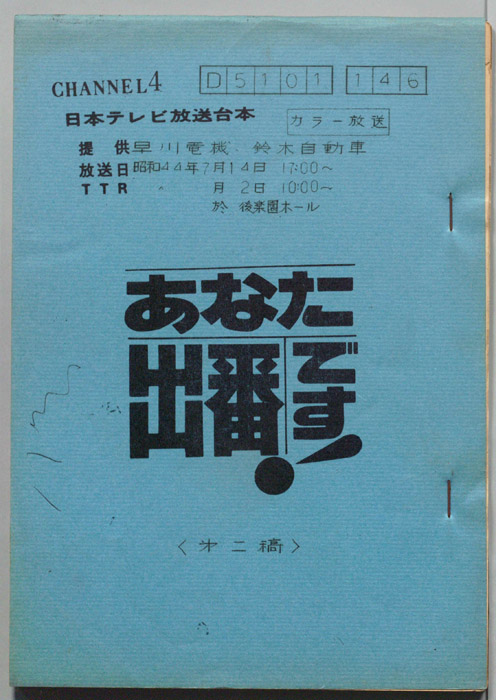 CHANNEL4 D5101 146
日本テレビ放送台本 カラー放送
提供 早川電機、鈴木自動車
放送日 昭和44年7月14日 17:00~
TTR 〃 月 2日 10:00~
於 後楽園ホール
あなた
出番です!
<才二稿>